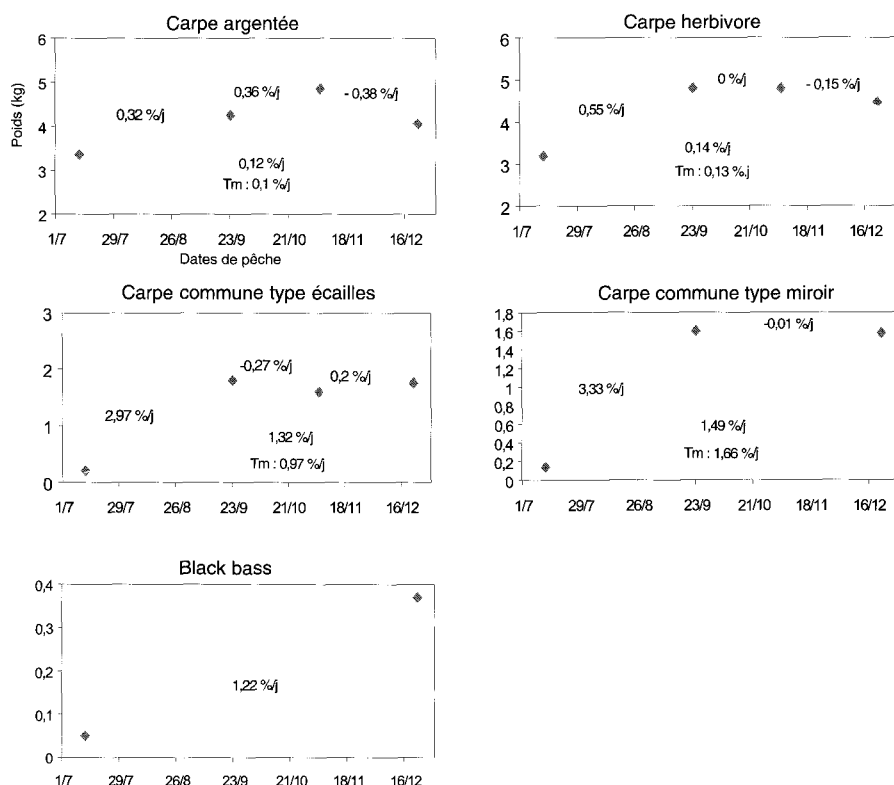 Carpe argentée
Poids (kg)
6
5
4
3
2
0,32 %/j
0,36 %/j
- 0,38 %/j
0,12 %/j
Tm : 0,1 %/j
1/7 29/7 26/8 23/9 21/10 18/11 16/12
Dates de pêche
Carpe herbivore
6
5
4
3
2
0,55 %/j
0 %/j
- 0,15 %/j
0,14 %/j
Tm : 0,13 %.j
1/7 29/7 26/8 23/9 21/10 18/11 16/12
Carpe commune type écailles
3
2
1
0
2,97 %/j
-0,27 %/j
0,2 %/j
1,32 %/j
Tm : 0,97 %/j
1/7 29/7 26/8 23/9 21/10 18/11 16/12
Carpe commune type miroir
1,8
1,6
1,4
1,2
1
0,8
0,6
0,4
0,2
0
3,33 %/j
-0,01 %/j
1,49 %/j
Tm : 1,66 %/j
1/7 29/7 26/8 23/9 21/10 18/11 16/12
Black bass
0,4
0,3
0,2
0,1
0
1,22 %/j
1/7 29/7 26/8 23/9 21/10 18/11 16/12